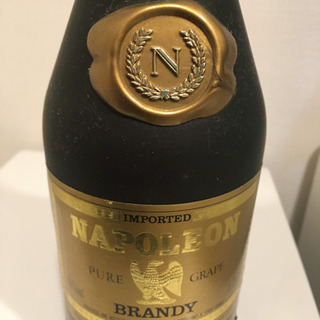 N
IMPORTED
NAPOLEON
PURE GRAPE
BRANDY